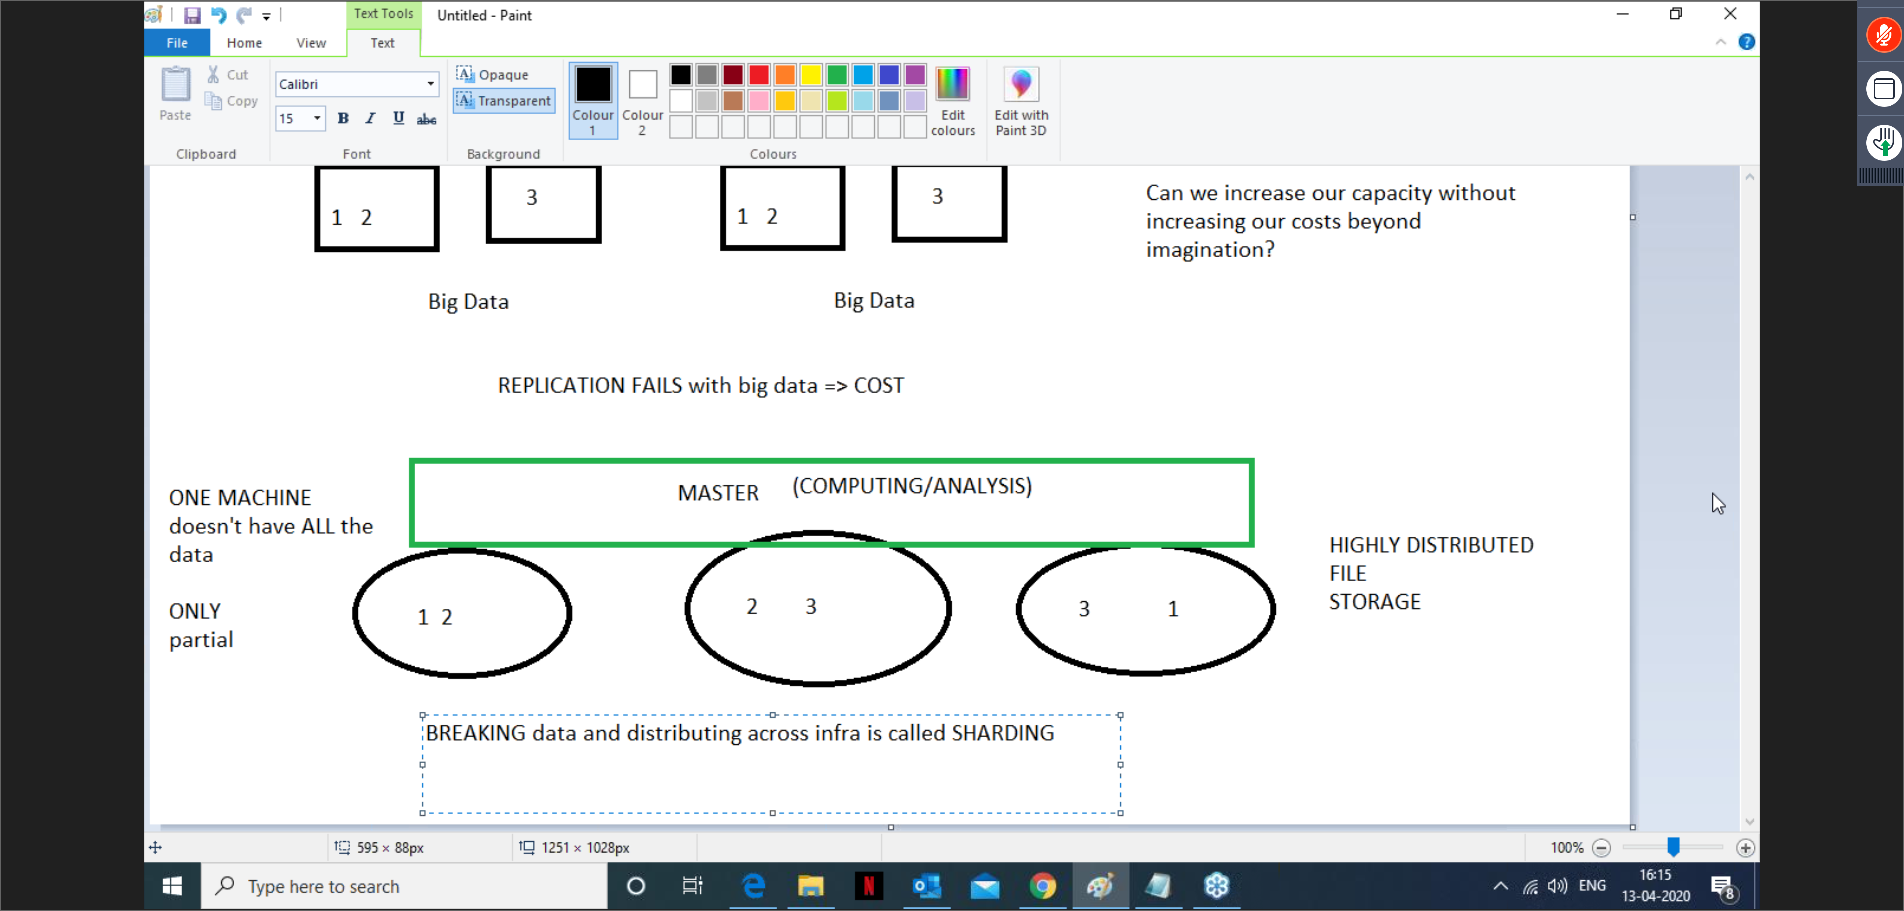 Text Tools
Untitled - Paint
File
Home
View
Text
Paste
Cut
Copy
Clipboard
Calibri
15
B I U abc
Font
Opaque
Transparent
Background
Colour
1
Colour
2
Edit
colours
Colours
Edit with
Paint 3D
1 2
3
1 2
3
Can we increase our capacity without
increasing our costs beyond
imagination?
Big Data
Big Data
REPLICATION FAILS with big data => COST
ONE MACHINE
doesn't have ALL the
data
ONLY
partial
MASTER
(COMPUTING/ANALYSIS)
1 2
2 3
3 1
HIGHLY DISTRIBUTED
FILE
STORAGE
BREAKING data and distributing across infra is called SHARDING
595 × 88px
1251 × 1028px
100%
Type here to search
N
ENG
16:15
13-04-2020
8